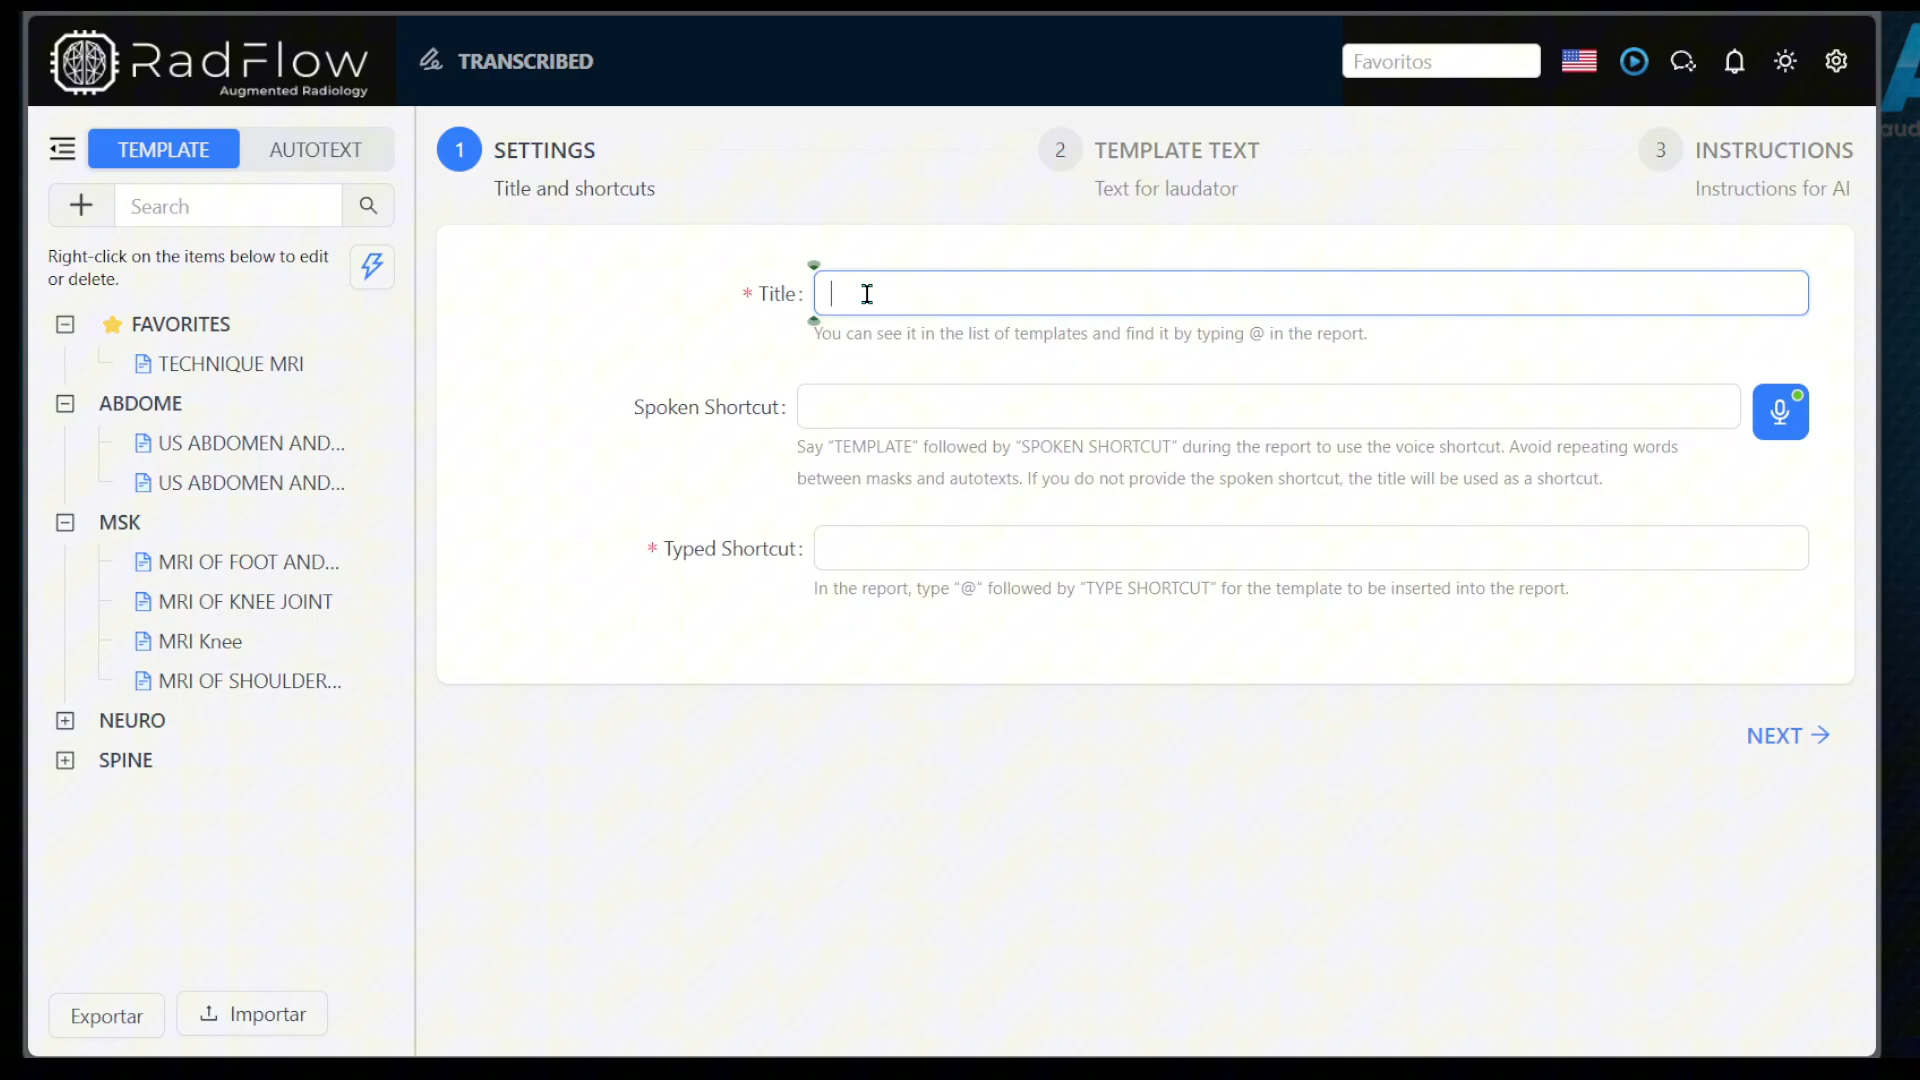 RadFlow
Augmented Radiology
TRANSCRIBED
Favoritos
TEMPLATE
AUTOTEXT
Search
Right-click on the items below to edit
or delete.
FAVORITES
TECHNIQUE MRI
ABDOME
US ABDOMEN AND...
US ABDOMEN AND...
MSK
MRI OF FOOT AND...
MRI OF KNEE JOINT
MRI Knee
MRI OF SHOULDER...
NEURO
SPINE
Exportar
Importar
1 SETTINGS
Title and shortcuts
2 TEMPLATE TEXT
Text for laudator
3 INSTRUCTIONS
Instructions for AI
* Title:
You can see it in the list of templates and find it by typing @ in the report.
Spoken Shortcut:
Say “TEMPLATE” followed by “SPOKEN SHORTCUT” during the report to use the voice shortcut. Avoid repeating words
between masks and autotexts. If you do not provide the spoken shortcut, the title will be used as a shortcut.
* Typed Shortcut:
In the report, type “@” followed by “TYPE SHORTCUT” for the template to be inserted into the report.
NEXT